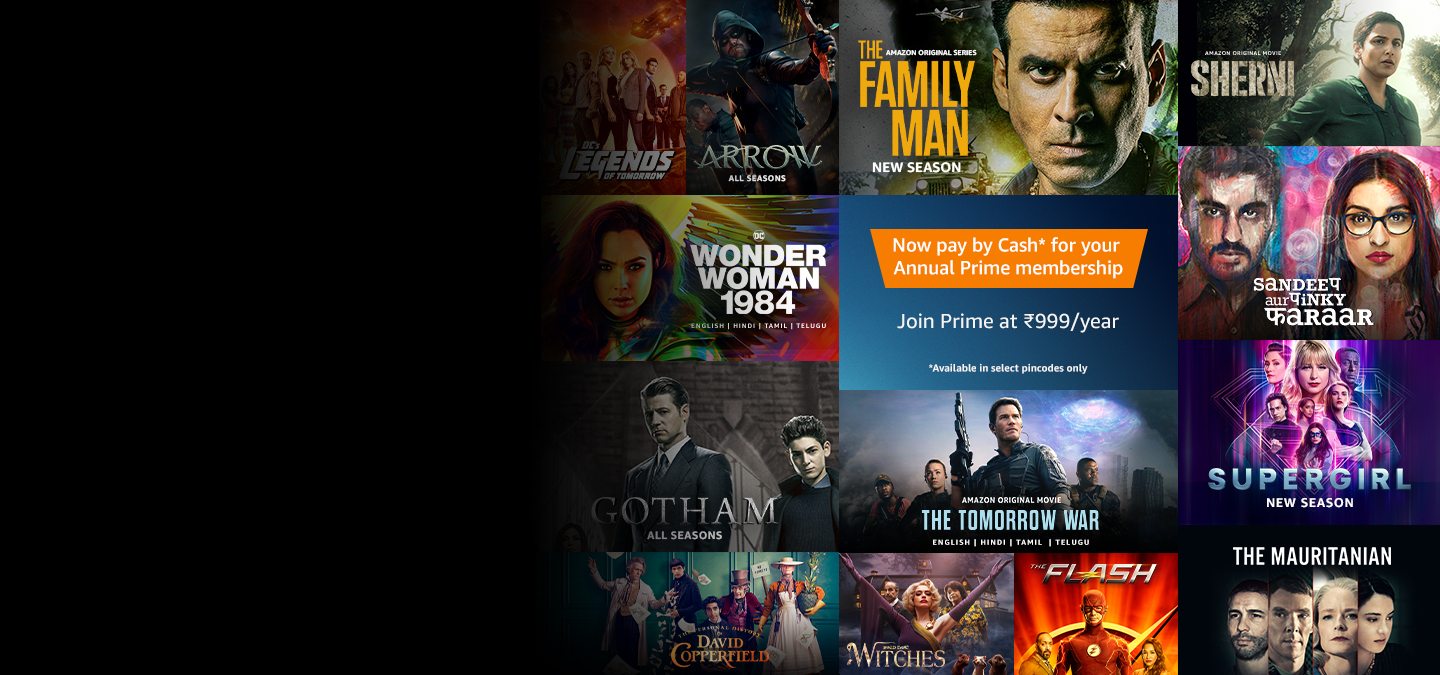 DC's
LEGENDS
OF TOMORROW
ARROW
ALL SEASONS
THE
AMAZON ORIGINAL SERIES
FAMILY
MAN
NEW SEASON
AMAZON ORIGINAL MOVIE
SHERNI
DC
WONDER
WOMAN
1984
ENGLISH | HINDI | TAMIL | TELUGU
Now pay by Cash* for your
Annual Prime membership
Join Prime at ₹999/year
*Available in select pincodes only
SANDEEP
aur पiNKY
फARAAR
GOTHAM
ALL SEASONS
AMAZON ORIGINAL MOVIE
THE TOMORROW WAR
ENGLISH | HINDI | TAMIL | TELUGU
SUPERGIRL
NEW SEASON
THE PERSONAL HISTORY
OF
DAVID
COPPERFIELD
ROALD DAHL'S
WITCHES
THE FLASH
THE MAURITANIAN